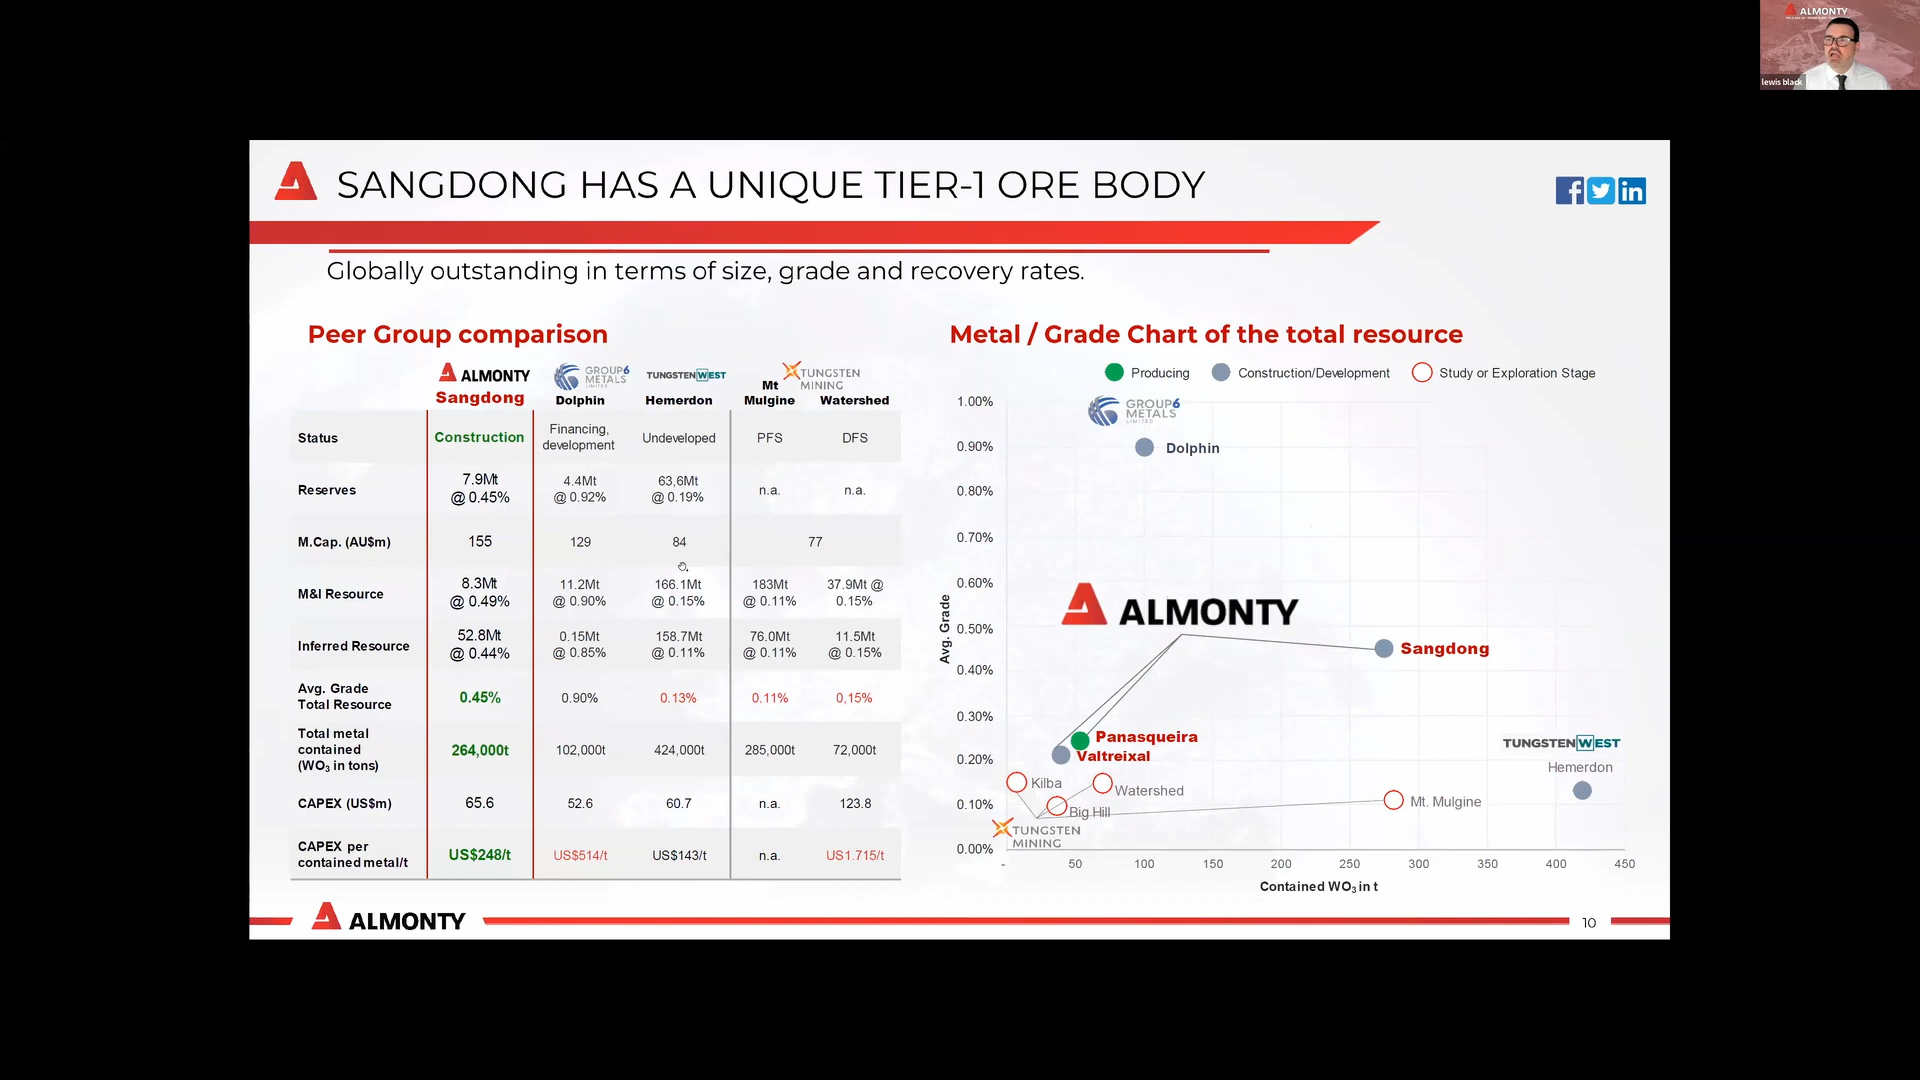 ALMONTY
lewis black
SANGDONG HAS A UNIQUE TIER-1 ORE BODY
Globally outstanding in terms of size, grade and recovery rates.
Peer Group comparison
ALMONTY GROUP6 METALS LIMITED TUNGSTENWEST TUNGSTEN MINING
Sangdong Dolphin Hemerdon Mt Mulgine Watershed
Status Construction Financing, development Undeveloped PFS DFS
Reserves 7.9Mt @ 0.45% 4.4Mt @ 0.92% 63,6Mt @ 0.19% n.a. n.a.
M.Cap. (AU$m) 155 129 84 77
M&I Resource 8.3Mt @ 0.49% 11.2Mt @ 0.90% 166.1Mt @ 0.15% 183Mt @ 0.11% 37.9Mt @ 0.15%
Inferred Resource 52.8Mt @ 0.44% 0.15Mt @ 0.85% 158.7Mt @ 0.11% 76.0Mt @ 0.11% 11.5Mt @ 0.15%
Avg. Grade Total Resource 0.45% 0.90% 0.13% 0.11% 0,15%
Total metal contained (WO₃ in tons) 264,000t 102,000t 424,000t 285,000t 72,000t
CAPEX (US$m) 65.6 52.6 60.7 n.a. 123.8
CAPEX per contained metal/t US$248/t US$514/t US$143/t n.a. US1.715/t
Metal / Grade Chart of the total resource
Producing Construction/Development Study or Exploration Stage
1.00%
0.90%
0.80%
0.70%
0.60%
0.50%
0.40%
0.30%
0.20%
0.10%
0.00%
Avg. Grade
GROUP6 METALS LIMITED
Dolphin
ALMONTY
Sangdong
Panasqueira
Valtreixal
TUNGSTENWEST
Hemerdon
Kilba
Watershed
Big Hill
Mt. Mulgine
TUNGSTEN MINING
- 50 100 150 200 250 300 350 400 450
Contained WO₃ in t
ALMONTY
10